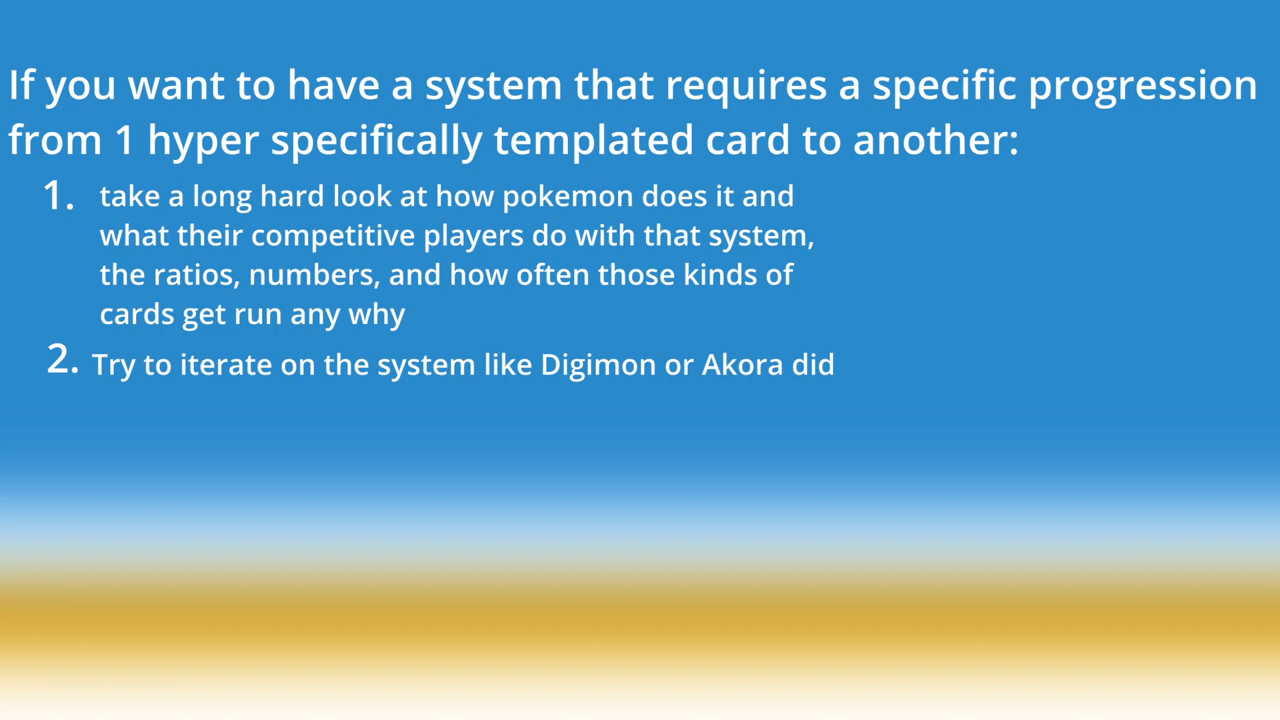 If you want to have a system that requires a specific progression
from 1 hyper specifically templated card to another:
1. take a long hard look at how pokemon does it and
what their competitive players do with that system,
the ratios, numbers, and how often those kinds of
cards get run any why
2. Try to iterate on the system like Digimon or Akora did